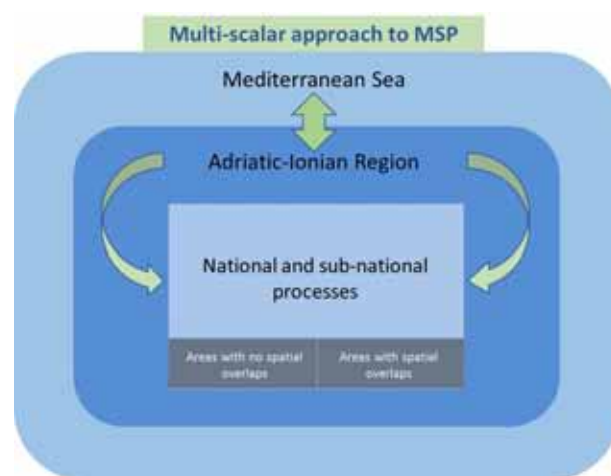 Multi-scalar approach to MSP
Mediterranean Sea
Adriatic-Ionian Region
National and sub-national
processes
Areas with no spatial
overlaps
Areas with spatial
overlaps